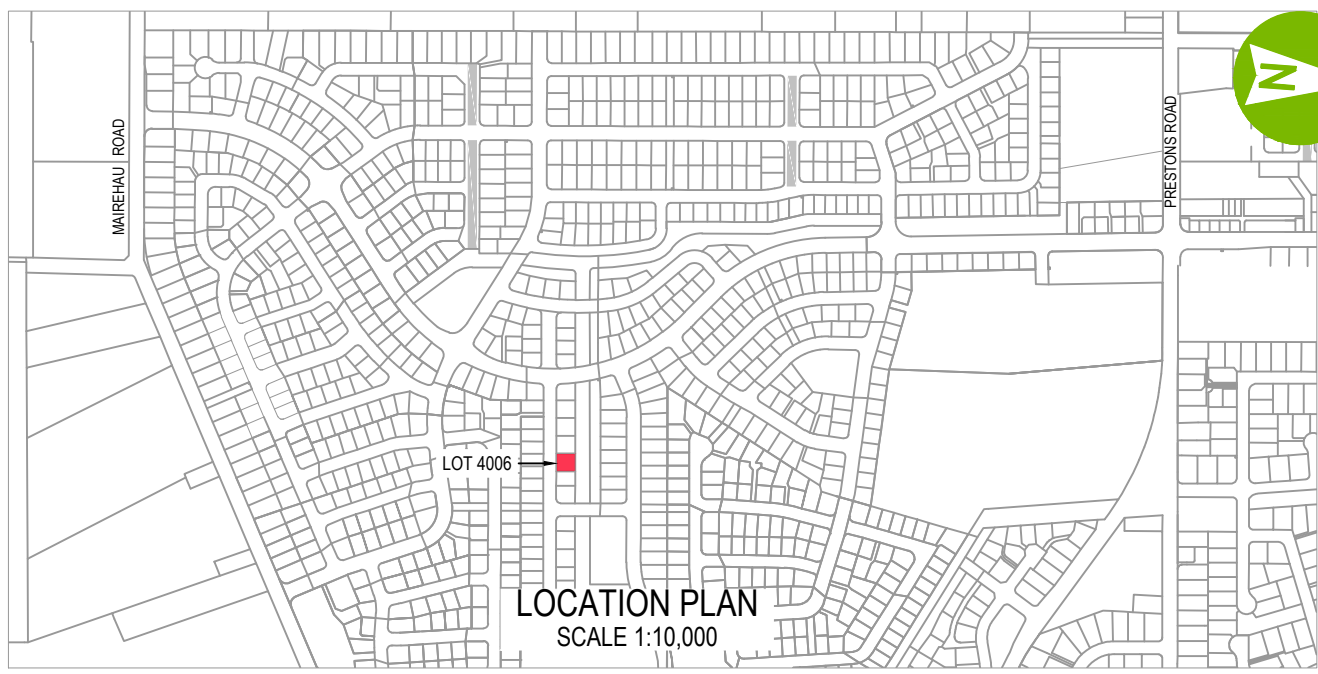 MAIREHAU ROAD
PRESTONS ROAD
N
LOT 4006
LOCATION PLAN
SCALE 1:10,000